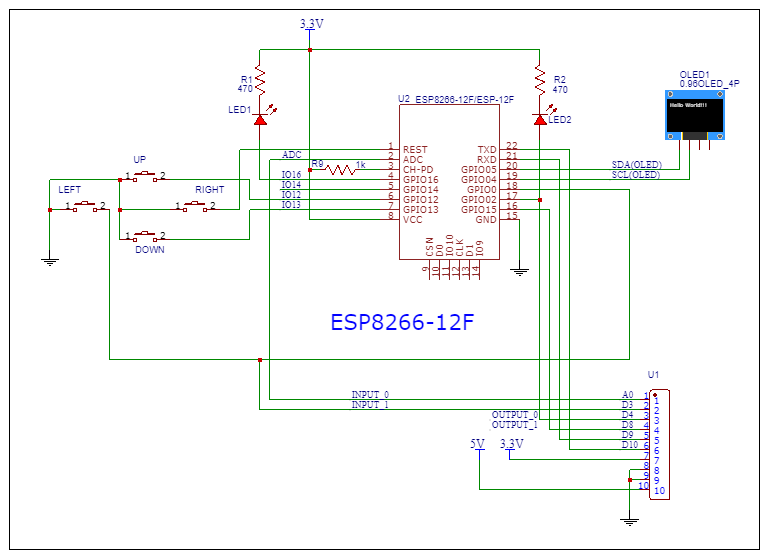 3.3V
R1
470
LED1
R2
470
LED2
U2 ESP8266-12F/ESP-12F
OLED1
0.96OLED_4P
Hello World!!!
1 REST TXD 22
ADC 2 ADC RXD 21
R9 1k 3 CH-PD GPIO05 20 SDA(OLED)
IO16 4 GPIO16 GPIO04 19 SCL(OLED)
IO14 5 GPIO14 GPIO0 18
IO12 6 GPIO12 GPIO02 17
IO13 7 GPIO13 GPIO15 16
8 VCC GND 15
CSN D0 IO10 CLK D1 IO9
9 10 11 12 13 14
UP
1 2
LEFT
1 2
RIGHT
1 2
1 2
DOWN
ESP8266-12F
U1
INPUT_0 A0 1 1
INPUT_1 D3 2 2
OUTPUT_0 D4 3 3
OUTPUT_1 D8 4 4
D9 5 5
D10 6 6
5V 3.3V 7 7
8 8
9 9
10 10